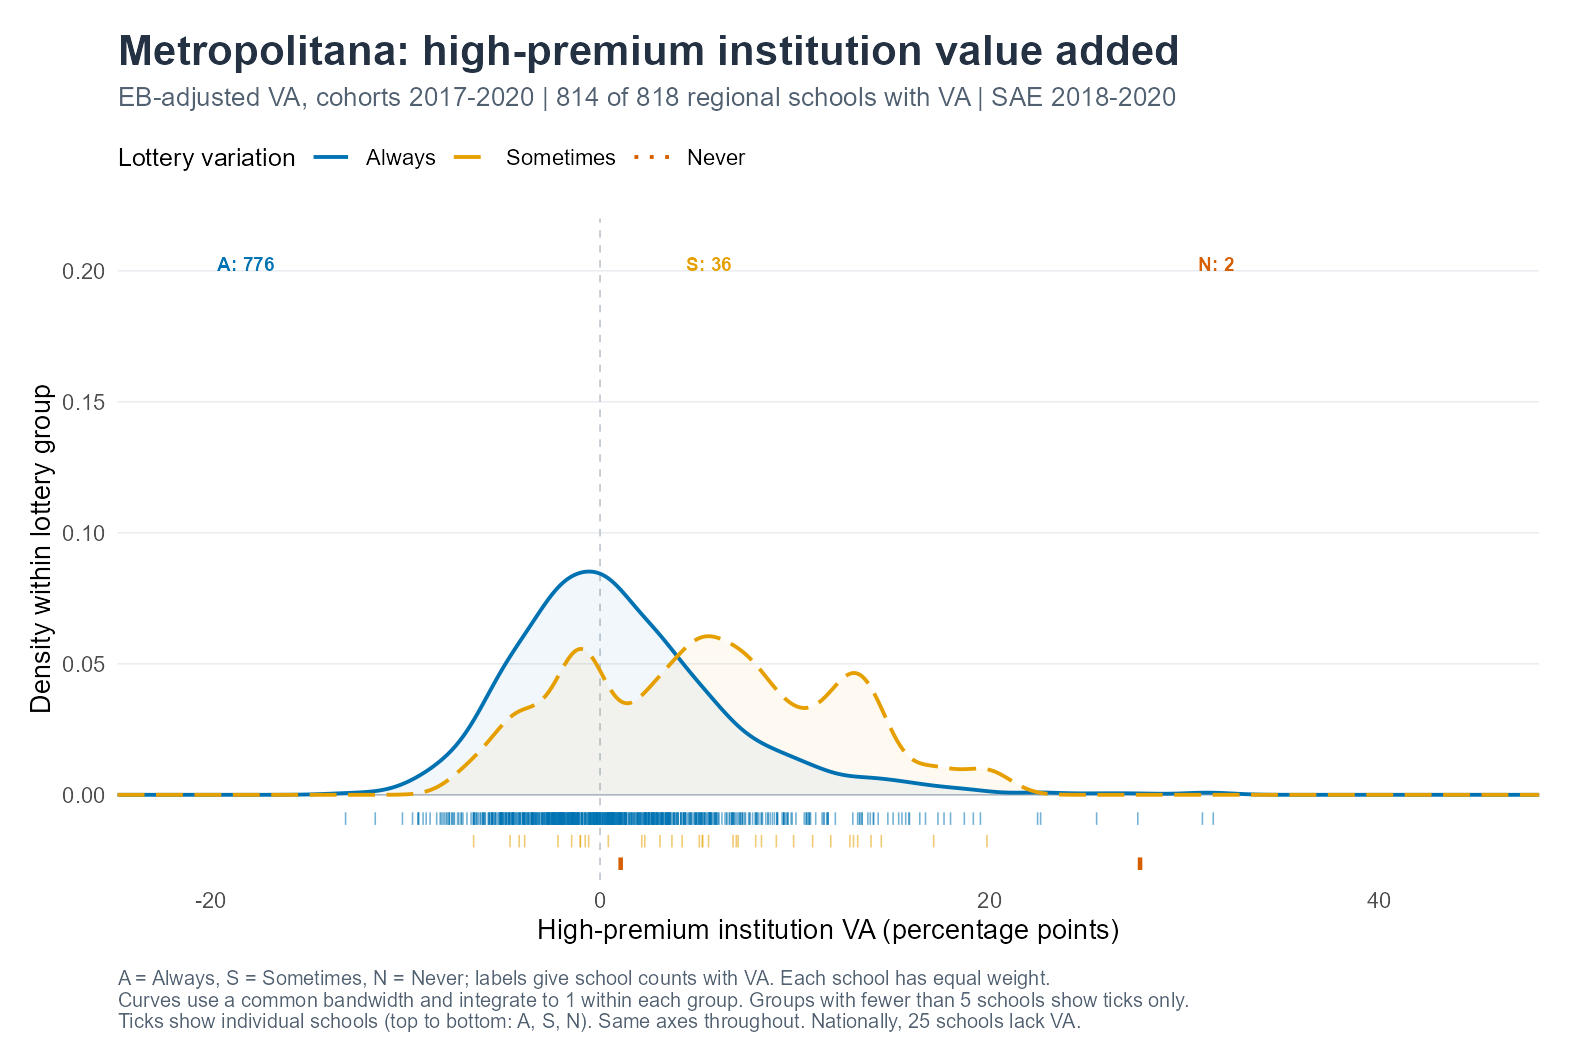 Metropolitana: high-premium institution value added
EB-adjusted VA, cohorts 2017-2020 | 814 of 818 regional schools with VA | SAE 2018-2020
Lottery variation Always Sometimes Never
A: 776 S: 36 N: 2
0.20
0.15
0.10
0.05
0.00
Density within lottery group
-20 0 20 40
High-premium institution VA (percentage points)
A = Always, S = Sometimes, N = Never; labels give school counts with VA. Each school has equal weight.
Curves use a common bandwidth and integrate to 1 within each group. Groups with fewer than 5 schools show ticks only.
Ticks show individual schools (top to bottom: A, S, N). Same axes throughout. Nationally, 25 schools lack VA.